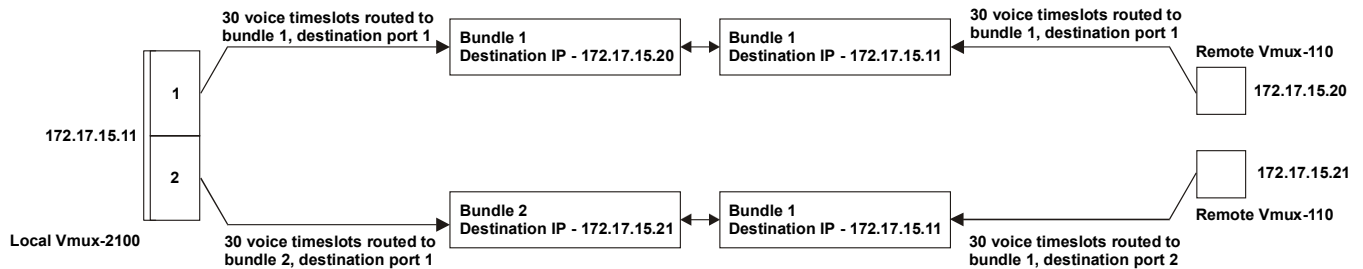 30 voice timeslots routed to
bundle 1, destination port 1
Bundle 1
Destination IP - 172.17.15.20
Bundle 1
Destination IP - 172.17.15.11
30 voice timeslots routed to
bundle 1, destination port 1
Remote Vmux-110
172.17.15.20
1
172.17.15.11
2
172.17.15.21
Remote Vmux-110
Bundle 2
Destination IP - 172.17.15.21
Bundle 1
Destination IP - 172.17.15.11
Local Vmux-2100
30 voice timeslots routed to
bundle 2, destination port 1
30 voice timeslots routed to
bundle 1, destination port 2